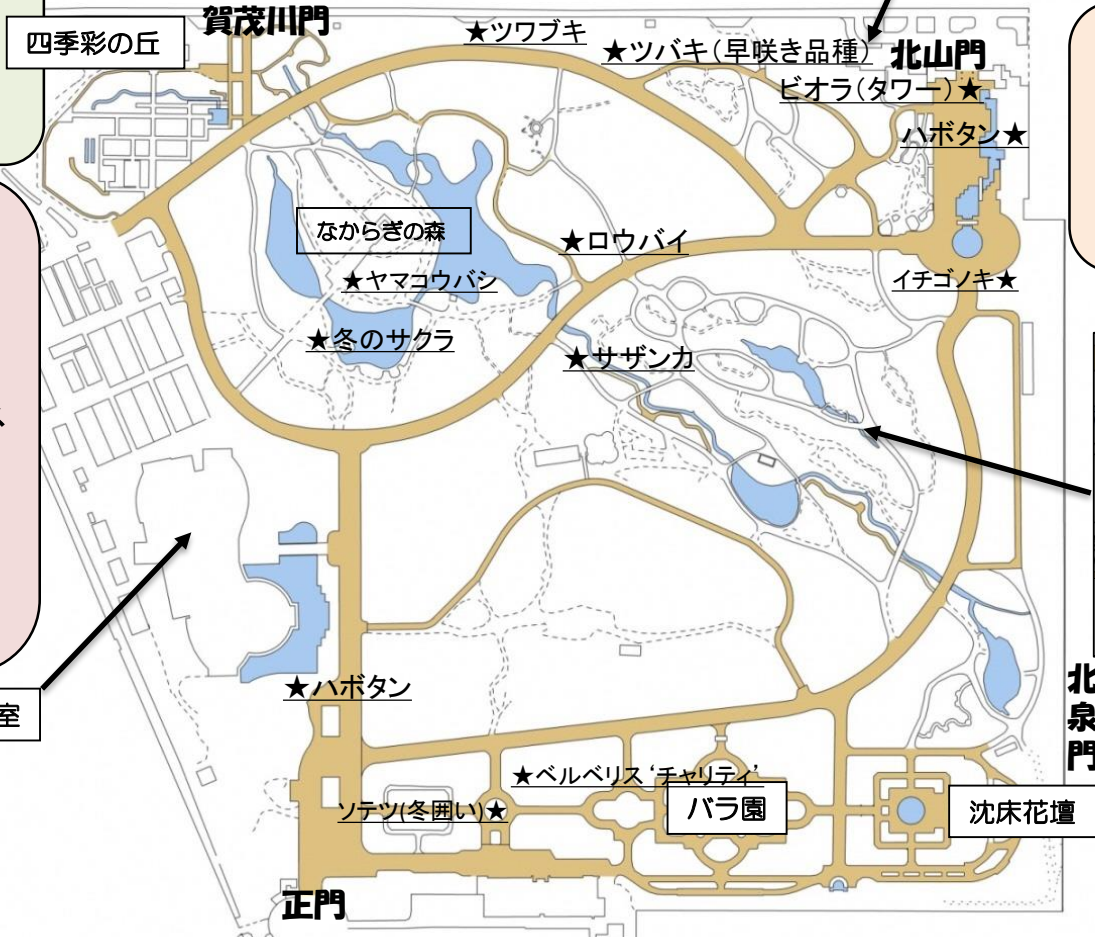 賀茂川門
四季彩の丘
★ツワブキ
★ツバキ(早咲き品種)
北山門
ビオラ(タワー)★
ハボタン★
なからぎの森
★ロウバイ
★ヤマコウバシ
イチゴノキ★
★冬のサクラ
★サザンカ
室
★ハボタン
北
泉
門
★ベルベリス‘チャリティ’
ソテツ(冬囲い)★
バラ園
沈床花壇
正門